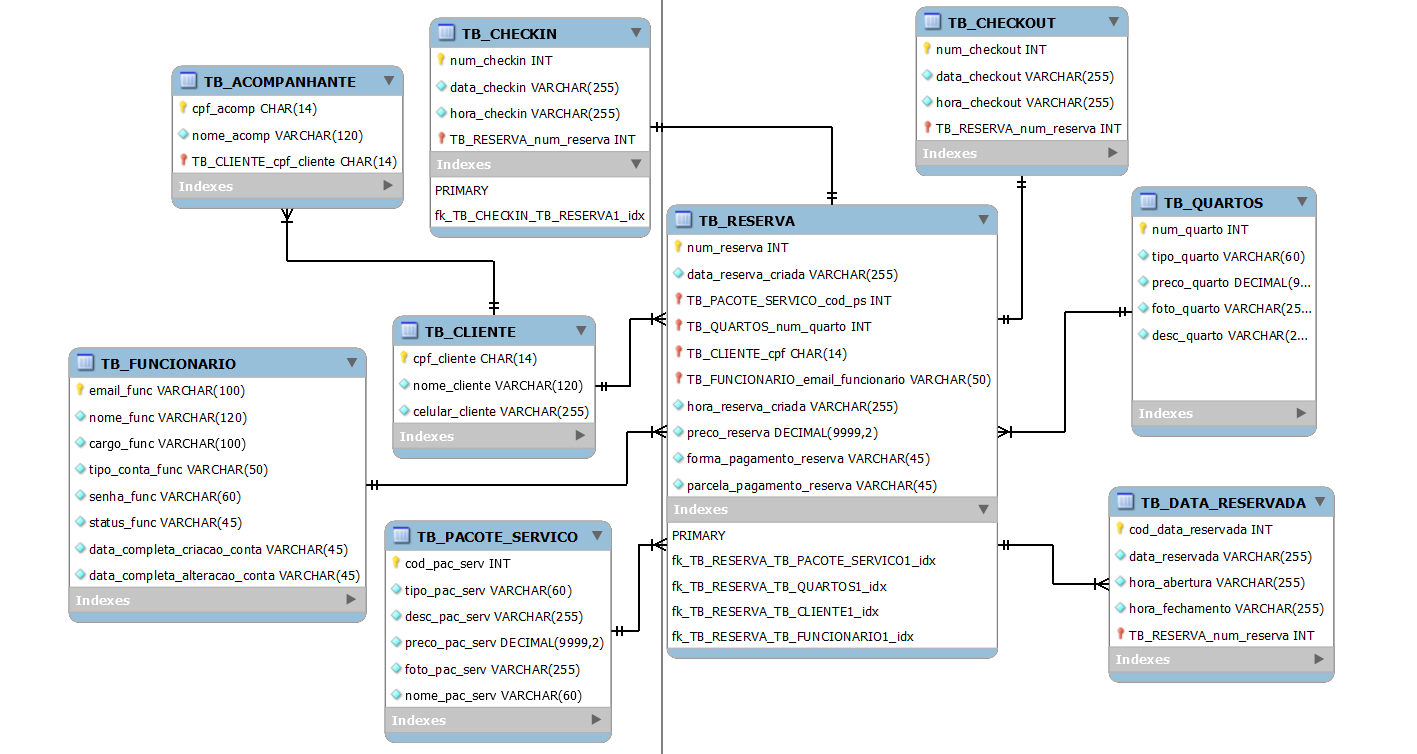 TB_CHECKIN
num_checkin INT
data_checkin VARCHAR(255)
hora_checkin VARCHAR(255)
TB_RESERVA_num_reserva INT
Indexes
PRIMARY
fk_TB_CHECKIN_TB_RESERVA1_idx
TB_CHECKOUT
num_checkout INT
data_checkout VARCHAR(255)
hora_checkout VARCHAR(255)
TB_RESERVA_num_reserva INT
Indexes
TB_ACOMPANHANTE
cpf_acomp CHAR(14)
nome_acomp VARCHAR(120)
TB_CLIENTE_cpf_cliente CHAR(14)
Indexes
TB_QUARTOS
num_quarto INT
tipo_quarto VARCHAR(60)
preco_quarto DECIMAL(9...
foto_quarto VARCHAR(25...
desc_quarto VARCHAR(2...
Indexes
TB_RESERVA
num_reserva INT
data_reserva_criada VARCHAR(255)
TB_PACOTE_SERVICO_cod_ps INT
TB_QUARTOS_num_quarto INT
TB_CLIENTE_cpf CHAR(14)
TB_FUNCIONARIO_email_funcionario VARCHAR(50)
hora_reserva_criada VARCHAR(255)
preco_reserva DECIMAL(9999,2)
forma_pagamento_reserva VARCHAR(45)
parcela_pagamento_reserva VARCHAR(45)
Indexes
PRIMARY
fk_TB_RESERVA_TB_PACOTE_SERVICO1_idx
fk_TB_RESERVA_TB_QUARTOS1_idx
fk_TB_RESERVA_TB_CLIENTE1_idx
fk_TB_RESERVA_TB_FUNCIONARIO1_idx
TB_CLIENTE
cpf_cliente CHAR(14)
nome_cliente VARCHAR(120)
celular_cliente VARCHAR(255)
Indexes
TB_FUNCIONARIO
email_func VARCHAR(100)
nome_func VARCHAR(120)
cargo_func VARCHAR(100)
tipo_conta_func VARCHAR(50)
senha_func VARCHAR(60)
status_func VARCHAR(45)
data_completa_criacao_conta VARCHAR(45)
data_completa_alteracao_conta VARCHAR(45)
Indexes
TB_PACOTE_SERVICO
cod_pac_serv INT
tipo_pac_serv VARCHAR(60)
desc_pac_serv VARCHAR(255)
preco_pac_serv DECIMAL(9999,2)
foto_pac_serv VARCHAR(255)
nome_pac_serv VARCHAR(60)
Indexes
TB_DATA_RESERVADA
cod_data_reservada INT
data_reservada VARCHAR(255)
hora_abertura VARCHAR(255)
hora_fechamento VARCHAR(255)
TB_RESERVA_num_reserva INT
Indexes